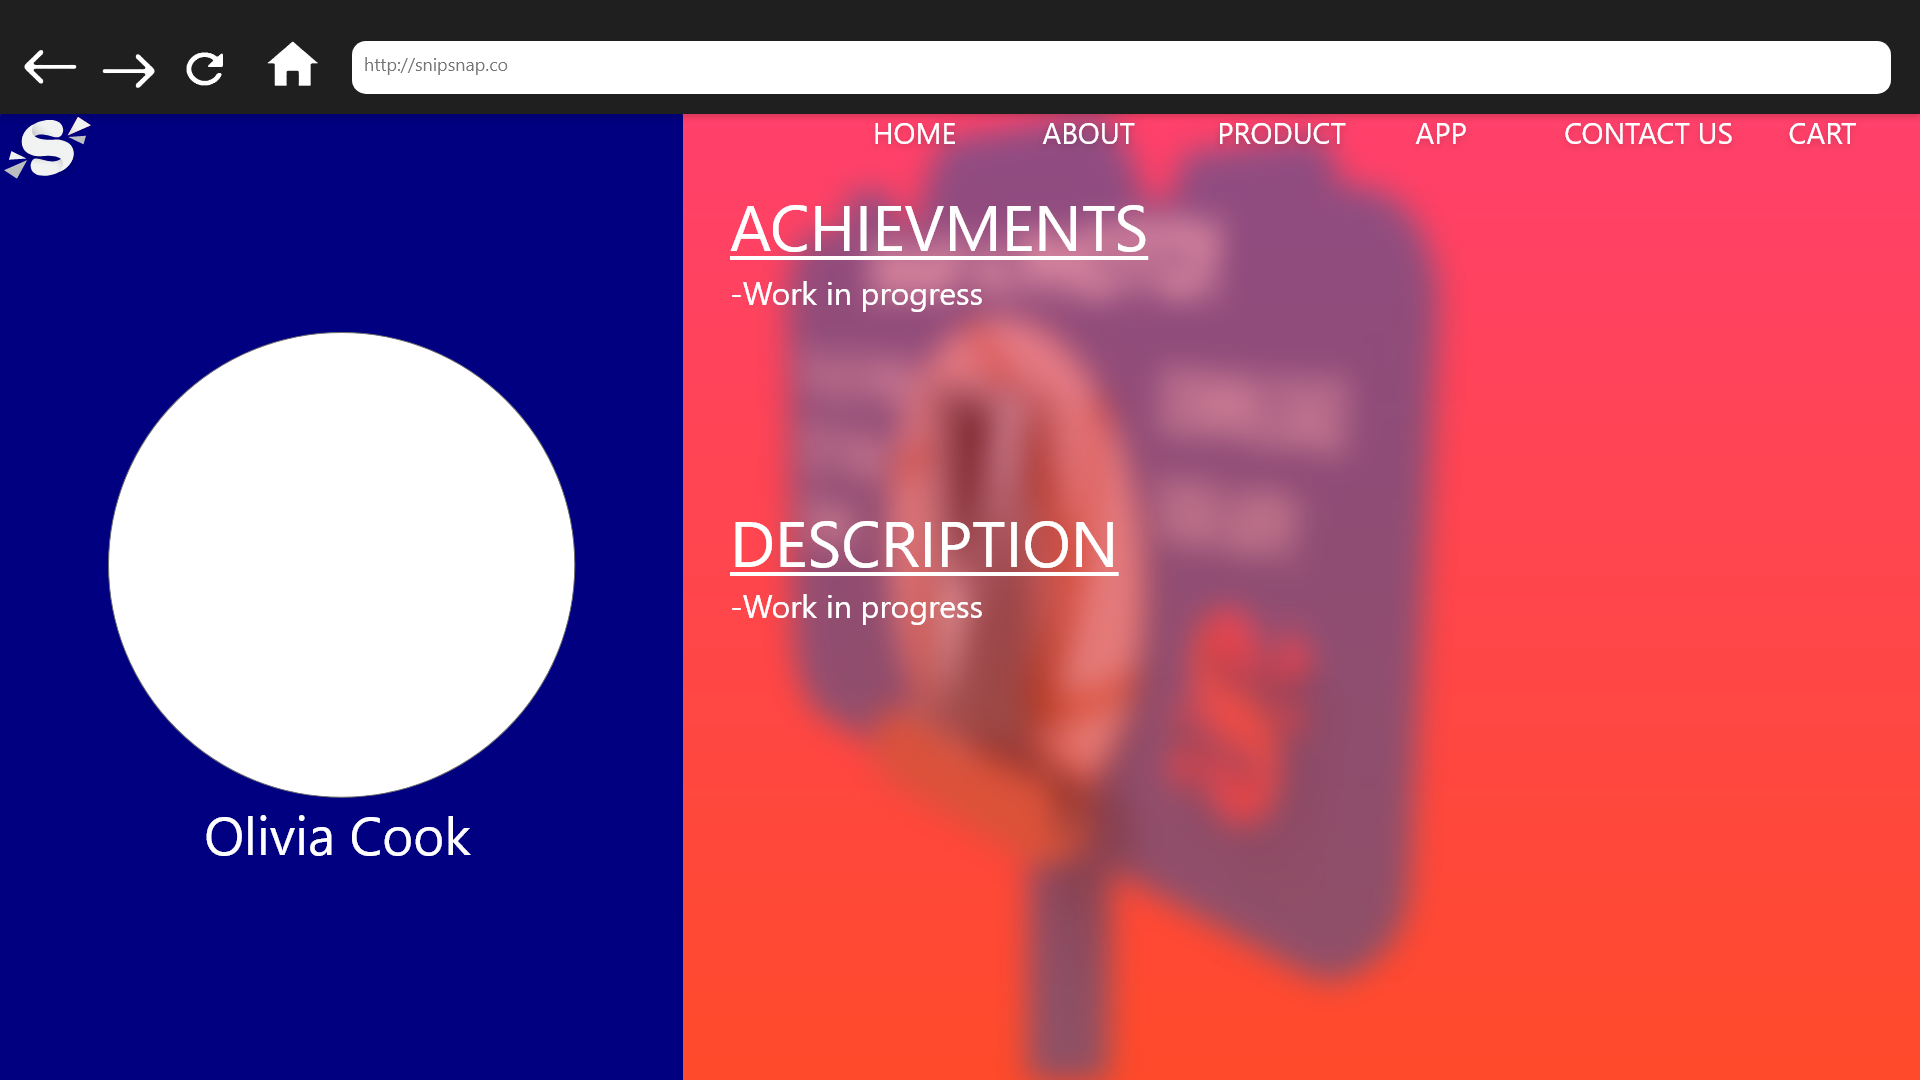 http://snipsnap.co
S
HOME ABOUT PRODUCT APP CONTACT US CART
ACHIEVMENTS
-Work in progress
DESCRIPTION
-Work in progress
Olivia Cook